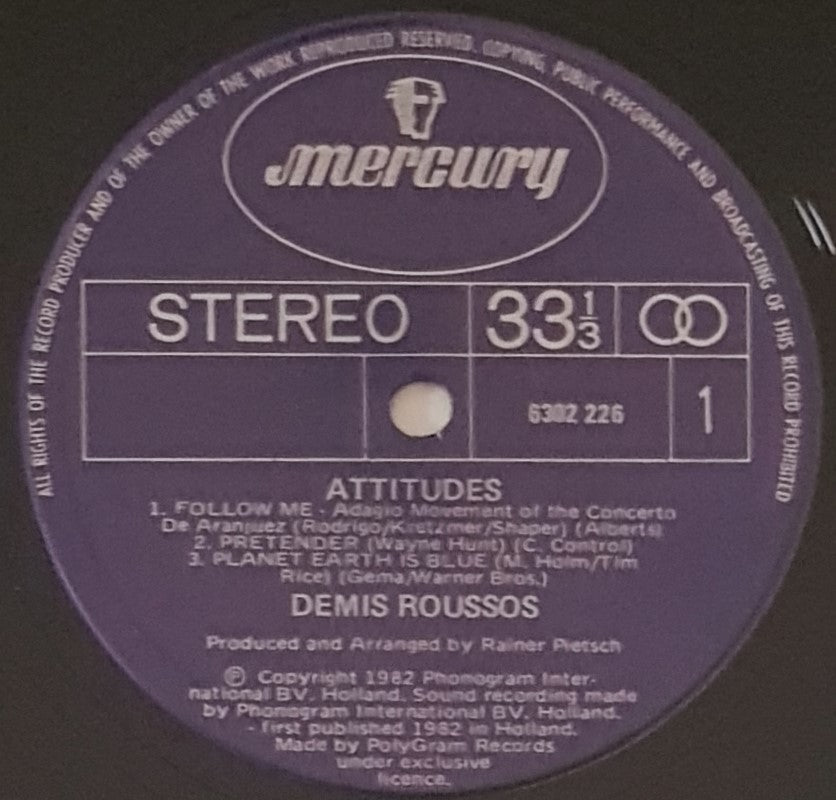 ALL RIGHTS OF THE RECORD PRODUCER AND OF THE OWNER OF THE WORK REPRODUCED RESERVED. COPYING, PUBLIC PERFORMANCE AND BROADCASTING OF THIS RECORD PROHIBITED
mercury
STEREO 33 1/3
6302 226 1
ATTITUDES
1. FOLLOW ME - Adagio Movement of the Concerto
De Aranjuez (Rodrigo/Kretzmer/Shaper) (Alberts)
2. PRETENDER (Wayne Hunt) (C. Control)
3. PLANET EARTH IS BLUE (M. Holm/Tim
Rice) (Gema/Warner Bros.)
DEMIS ROUSSOS
Produced and Arranged by Rainer Pietsch
Ⓟ Copyright 1982 Phonogram Inter-
national BV. Holland. Sound recording made
by Phonogram International BV. Holland.
- first published 1982 in Holland.
Made by PolyGram Records
under exclusive
licence.